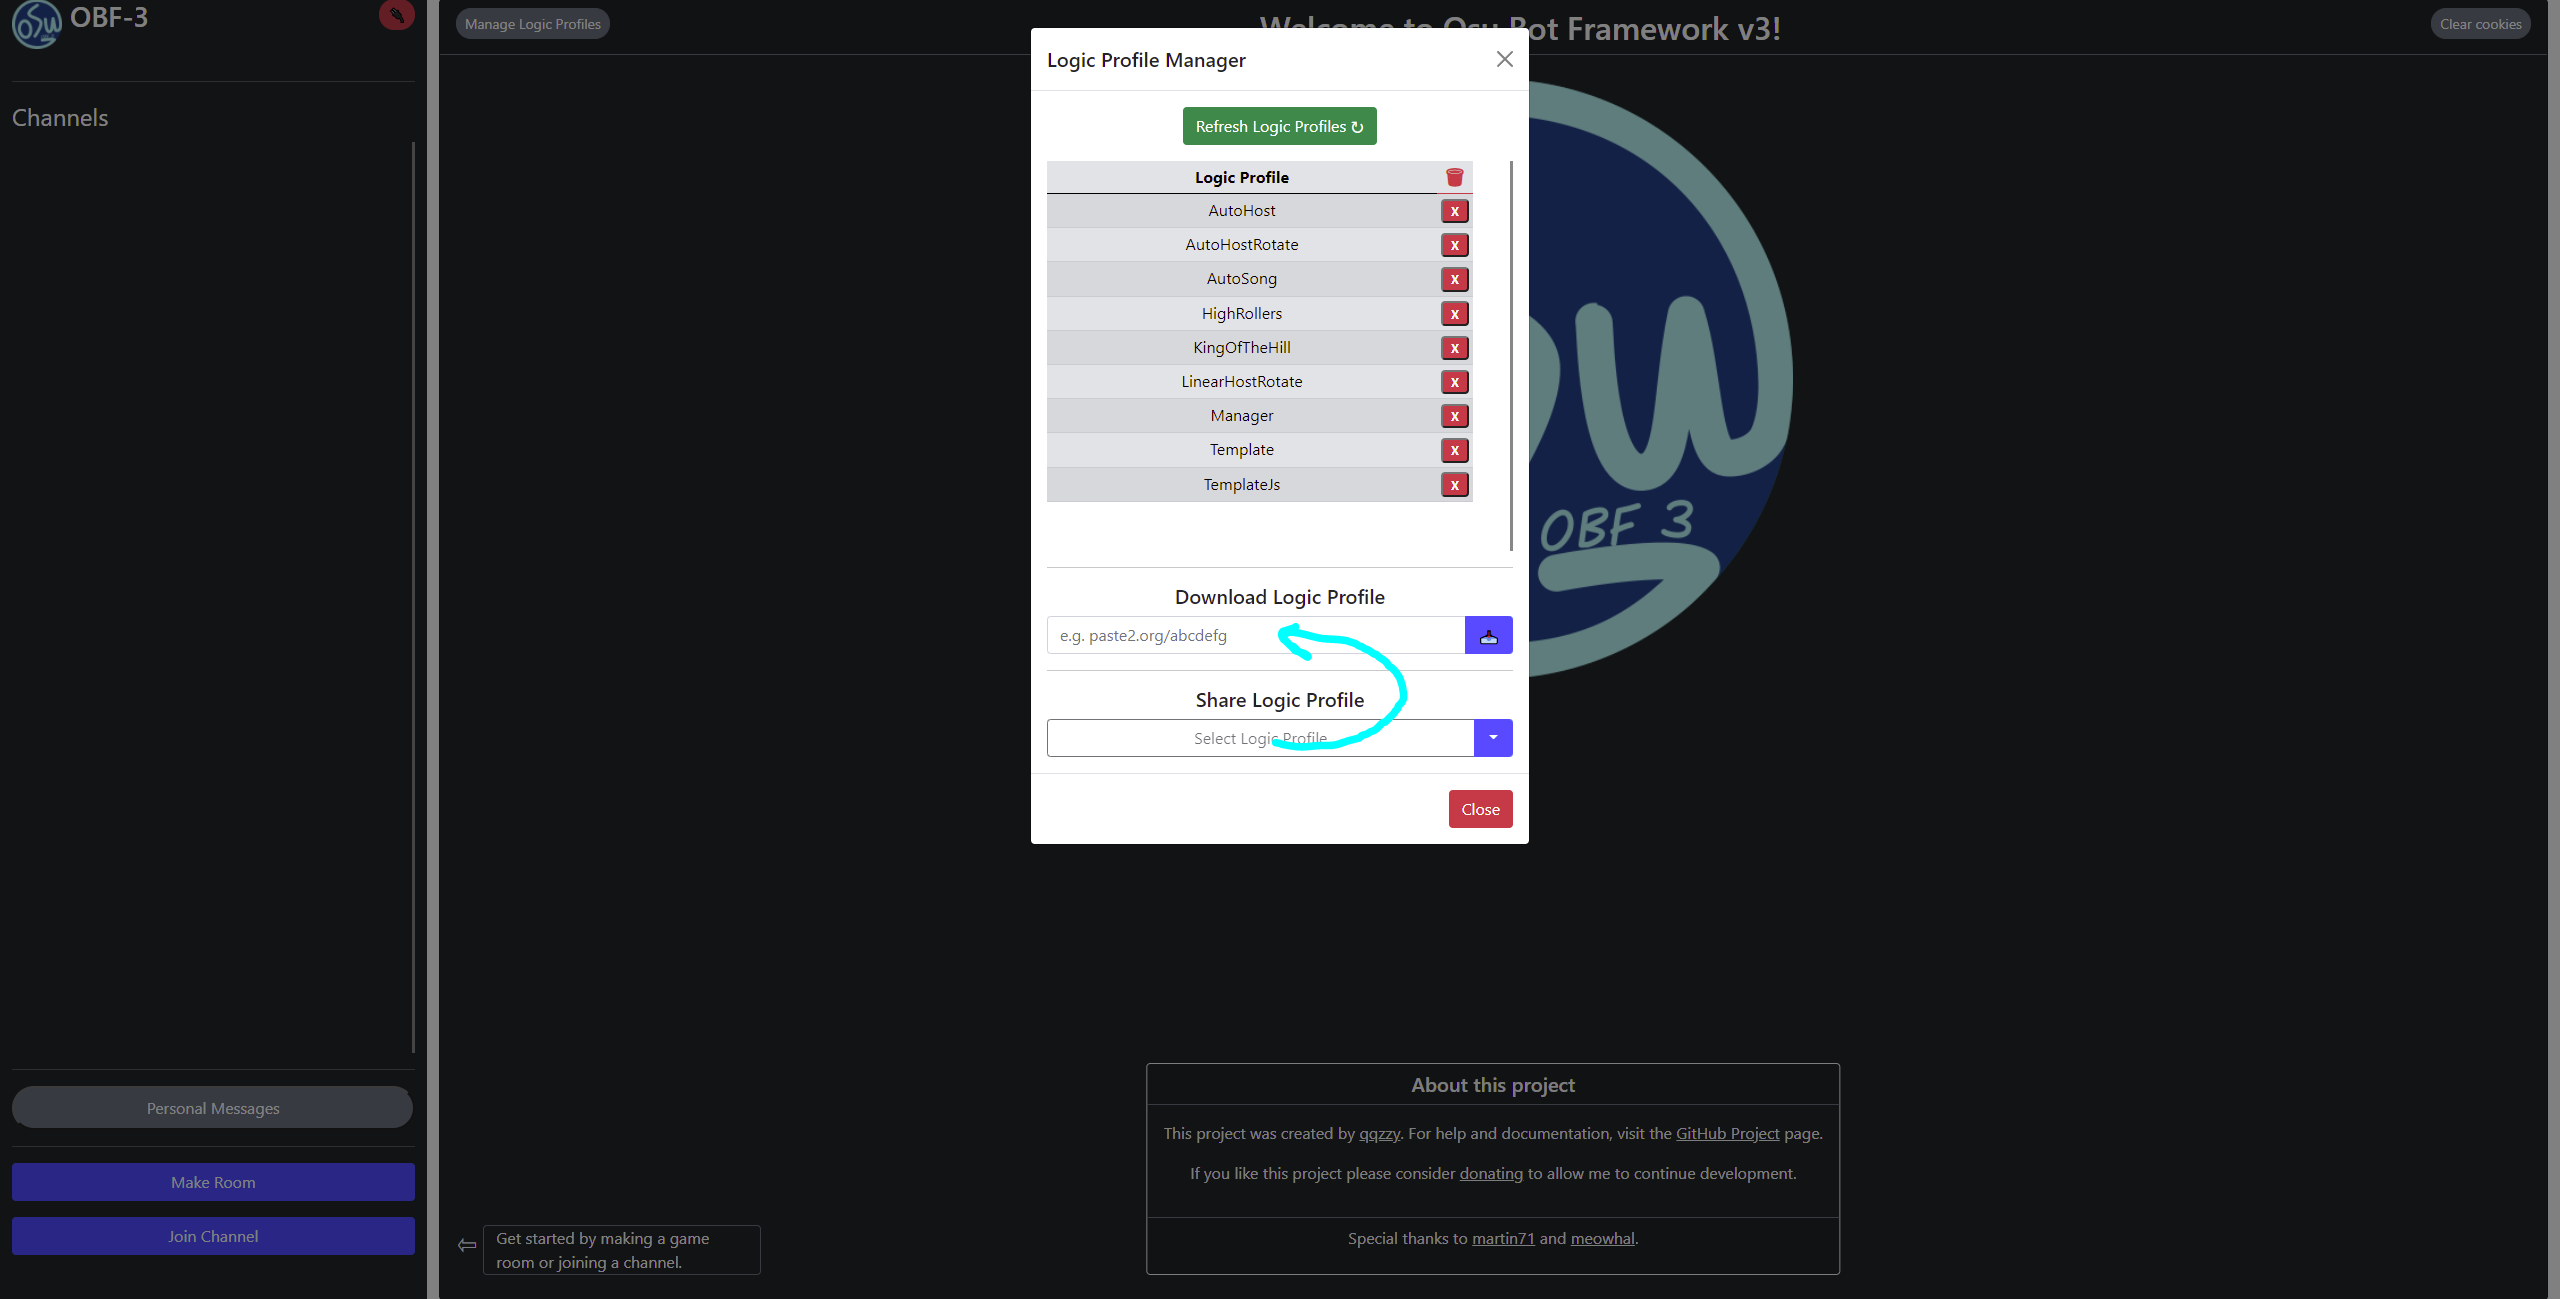 OSU
OBF-3
Channels
Personal Messages
Make Room
Join Channel
Manage Logic Profiles
Welcome to Osu Bot Framework v3!
Clear cookies
Logic Profile Manager
Refresh Logic Profiles ↻
Logic Profile
AutoHost X
AutoHostRotate X
AutoSong X
HighRollers X
KingOfTheHill X
LinearHostRotate X
Manager X
Template X
TemplateJs X
Download Logic Profile
e.g. paste2.org/abcdefg
Share Logic Profile
Select Logic Profile
Close
OBF 3
About this project
This project was created by qqzzy. For help and documentation, visit the GitHub Project page.
If you like this project please consider donating to allow me to continue development.
Special thanks to martin71 and meowhal.
Get started by making a game
room or joining a channel.